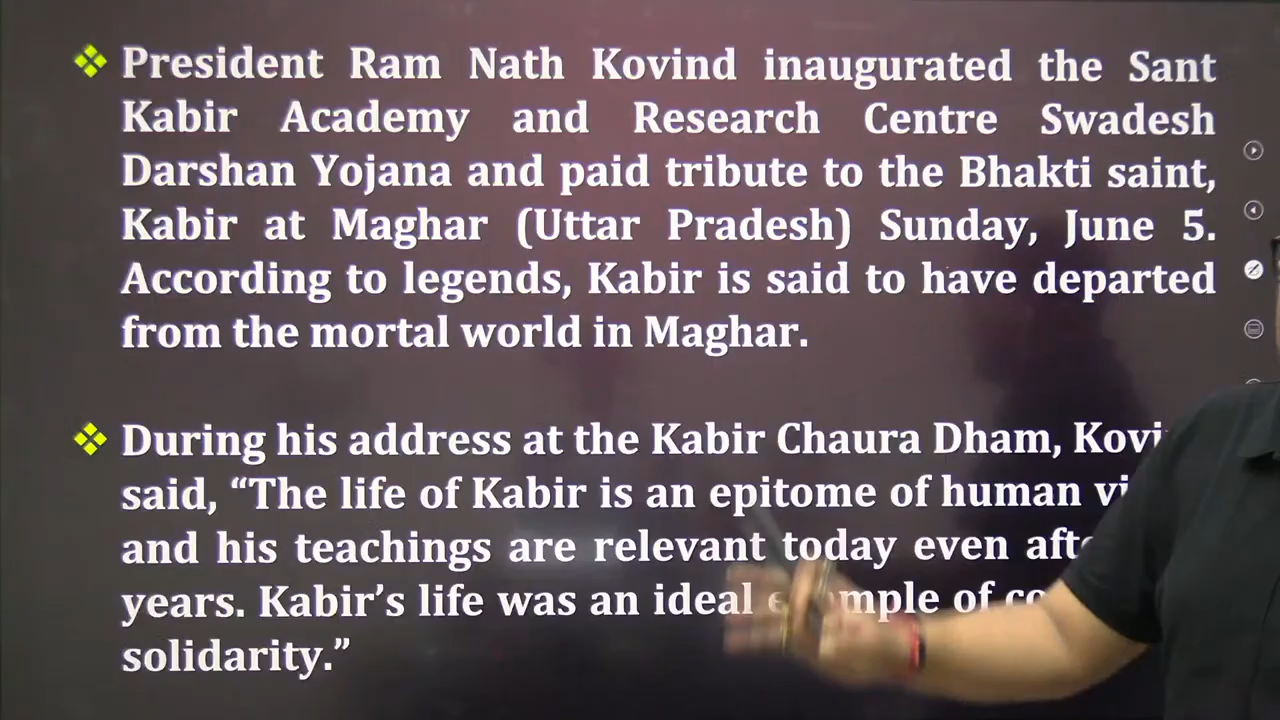 President Ram Nath Kovind inaugurated the Sant
Kabir Academy and Research Centre Swadesh
Darshan Yojana and paid tribute to the Bhakti saint,
Kabir at Maghar (Uttar Pradesh) Sunday, June 5.
According to legends, Kabir is said to have departed
from the mortal world in Maghar.
During his address at the Kabir Chaura Dham,
said, “The life of Kabir is an epitome of human
and his teachings are relevant today even
years. Kabir’s life was an ideal of
solidarity.”